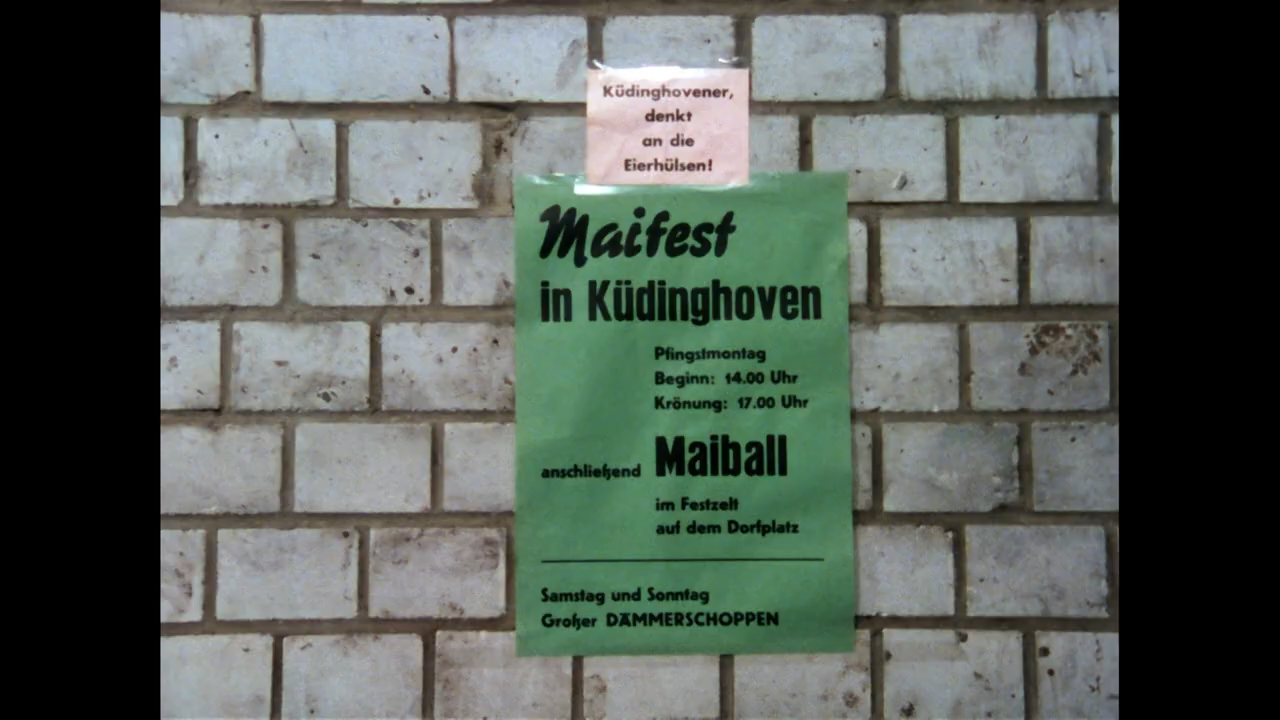 Küdinghovener,
denkt
an die
Eierhülsen!
Maifest
in Küdinghoven
Pfingstmontag
Beginn: 14.00 Uhr
Krönung: 17.00 Uhr
anschließend Maiball
im Festzelt
auf dem Dorfplatz
Samstag und Sonntag
Großer DÄMMERSCHOPPEN